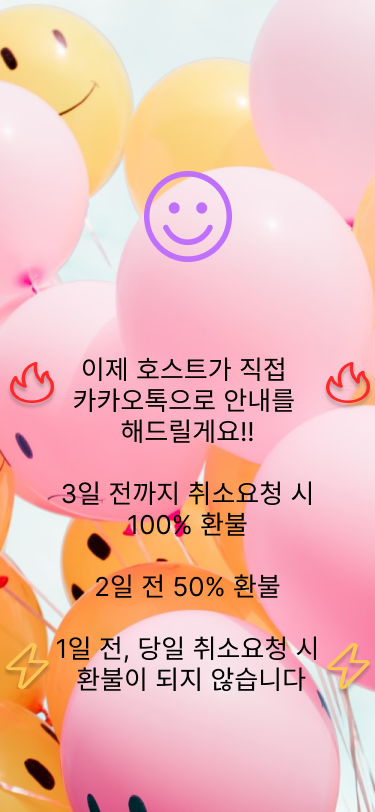 이제 호스트가 직접
카카오톡으로 안내를
해드릴게요!!
3일 전까지 취소요청 시
100% 환불
2일 전 50% 환불
1일 전, 당일 취소요청 시
환불이 되지 않습니다